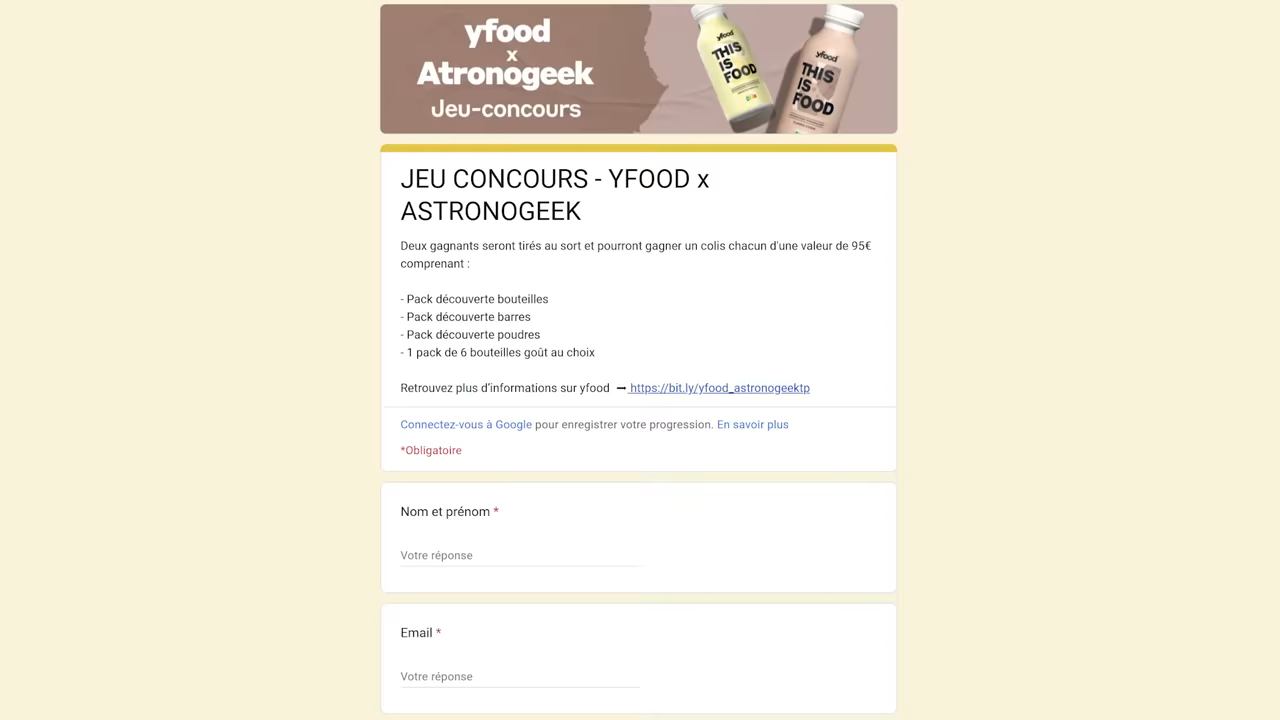 yfood
x
Atronogeek
Jeu-concours
yfood
THIS
IS
FOOD
yfood
THIS
IS
FOOD
JEU CONCOURS - YFOOD x
ASTRONOGEEK
Deux gagnants seront tirés au sort et pourront gagner un colis chacun d'une valeur de 95€
comprenant :
- Pack découverte bouteilles
- Pack découverte barres
- Pack découverte poudres
- 1 pack de 6 bouteilles goût au choix
Retrouvez plus d'informations sur yfood ➞ https://bit.ly/yfood_astronogeektp
Connectez-vous à Google pour enregistrer votre progression. En savoir plus
*Obligatoire
Nom et prénom *
Votre réponse
Email *
Votre réponse